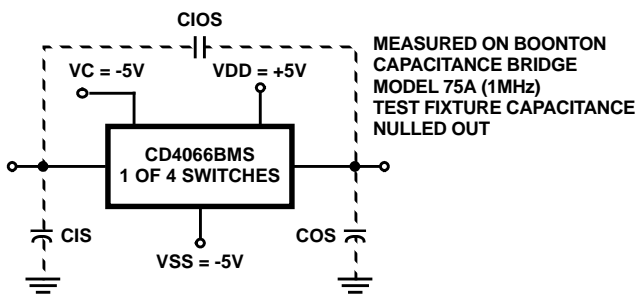 CIOS
VC = -5V
VDD = +5V
MEASURED ON BOONTON
CAPACITANCE BRIDGE
MODEL 75A (1MHz)
TEST FIXTURE CAPACITANCE
NULLED OUT
CD4066BMS
1 OF 4 SWITCHES
CIS
COS
VSS = -5V